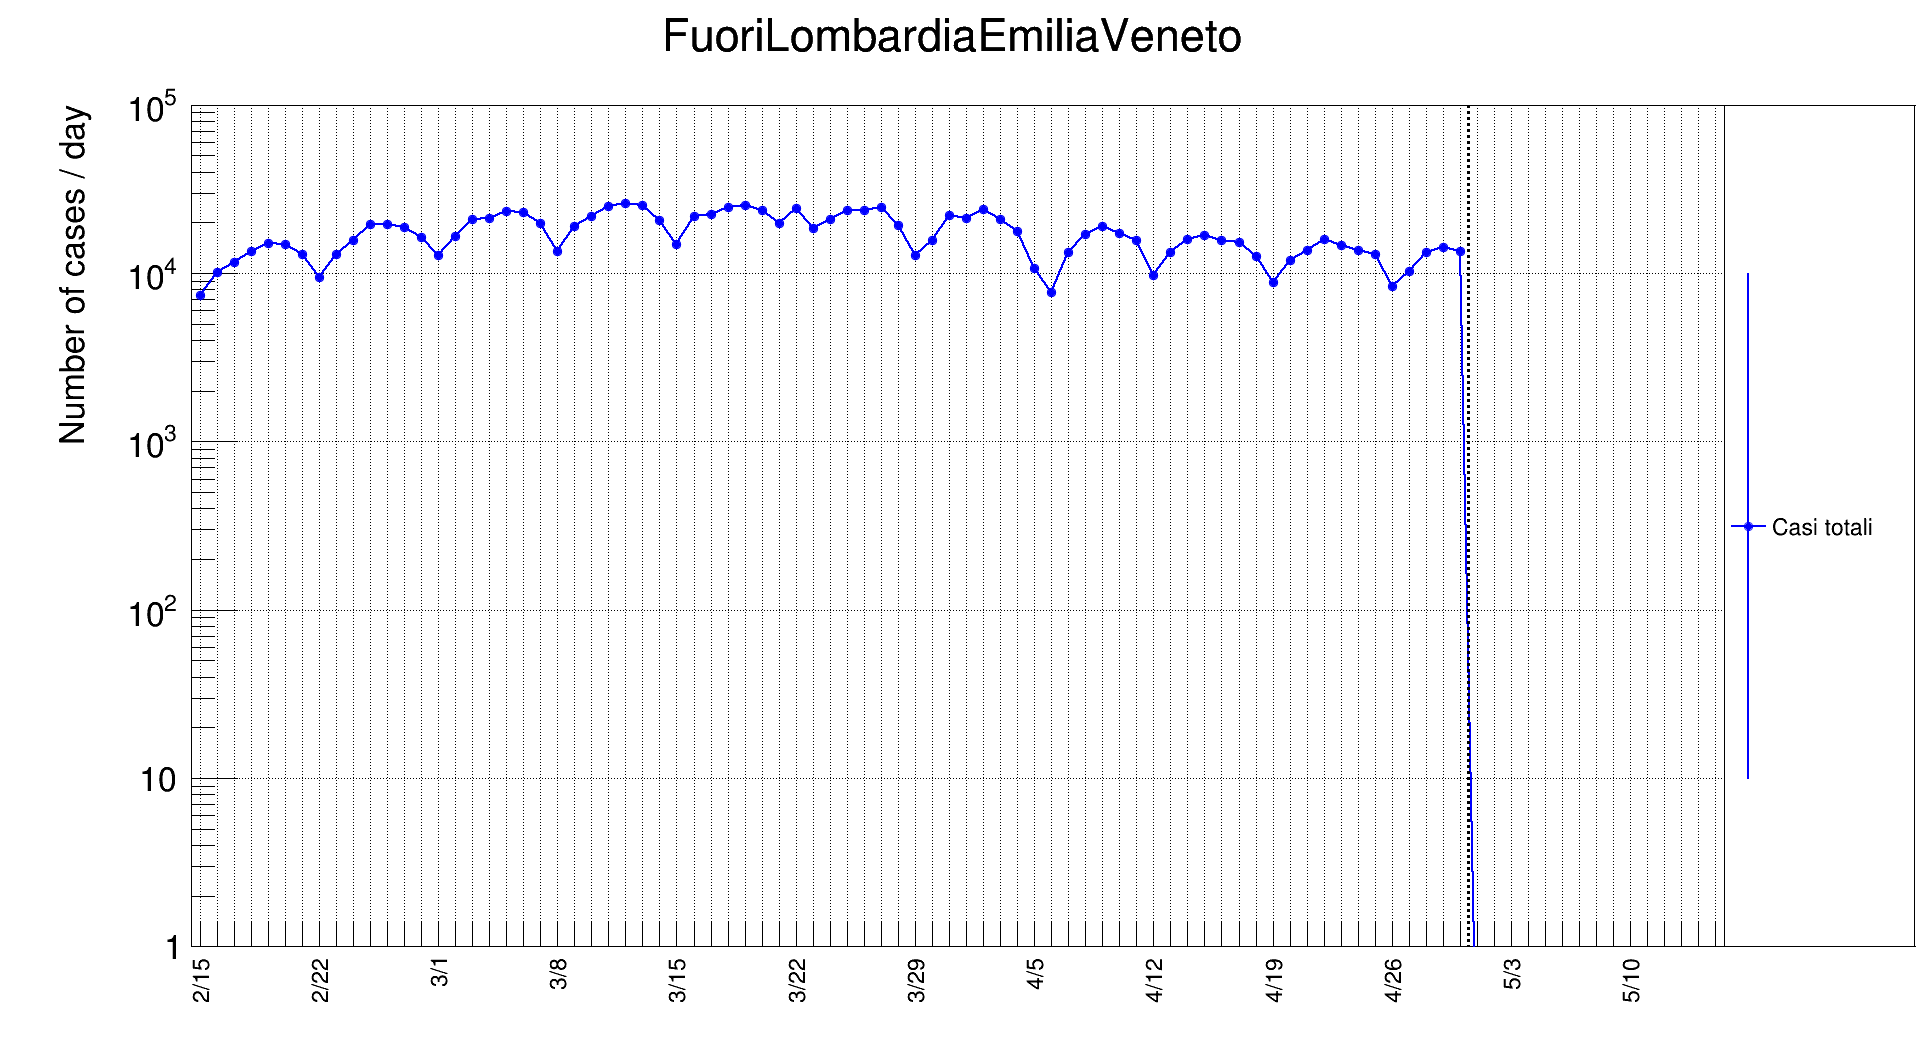 FuoriLombardiaEmiliaVeneto
Number of cases / day
10^5
10^4
10^3
10^2
10
1
2/15 2/22 3/1 3/8 3/15 3/22 3/29 4/5 4/12 4/19 4/26 5/3 5/10
Casi totali